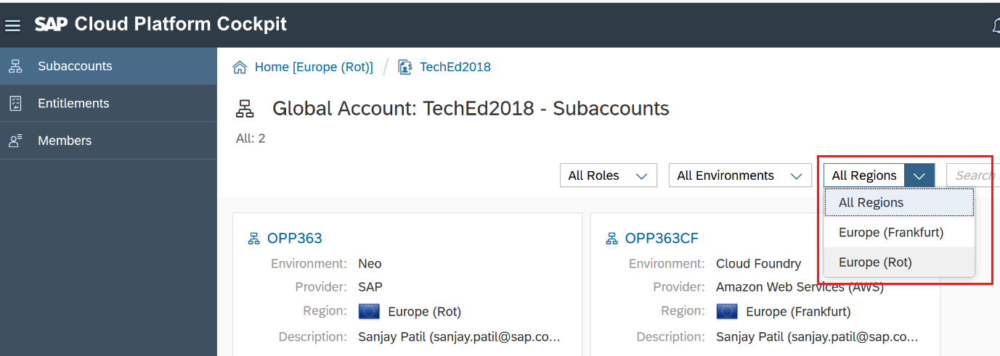 SAP Cloud Platform Cockpit
Subaccounts
Entitlements
Members
Home [Europe (Rot)] / TechEd2018
Global Account: TechEd2018 - Subaccounts
All: 2
All Roles
All Environments
All Regions
Search
All Regions
Europe (Frankfurt)
Europe (Rot)
OPP363
Environment: Neo
Provider: SAP
Region: Europe (Rot)
Description: Sanjay Patil (sanjay.patil@sap.co...
OPP363CF
Environment: Cloud Foundry
Provider: Amazon Web Services (AWS)
Region: Europe (Frankfurt)
Description: Sanjay Patil (sanjay.patil@sap.co...